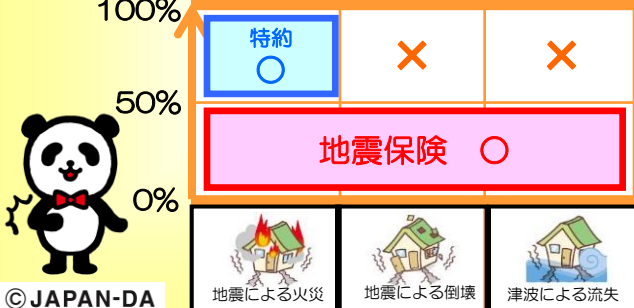 100%
特約
○
×
×
50%
地震保険 ○
0%
地震による火災
地震による倒壊
津波による流失
©JAPAN-DA